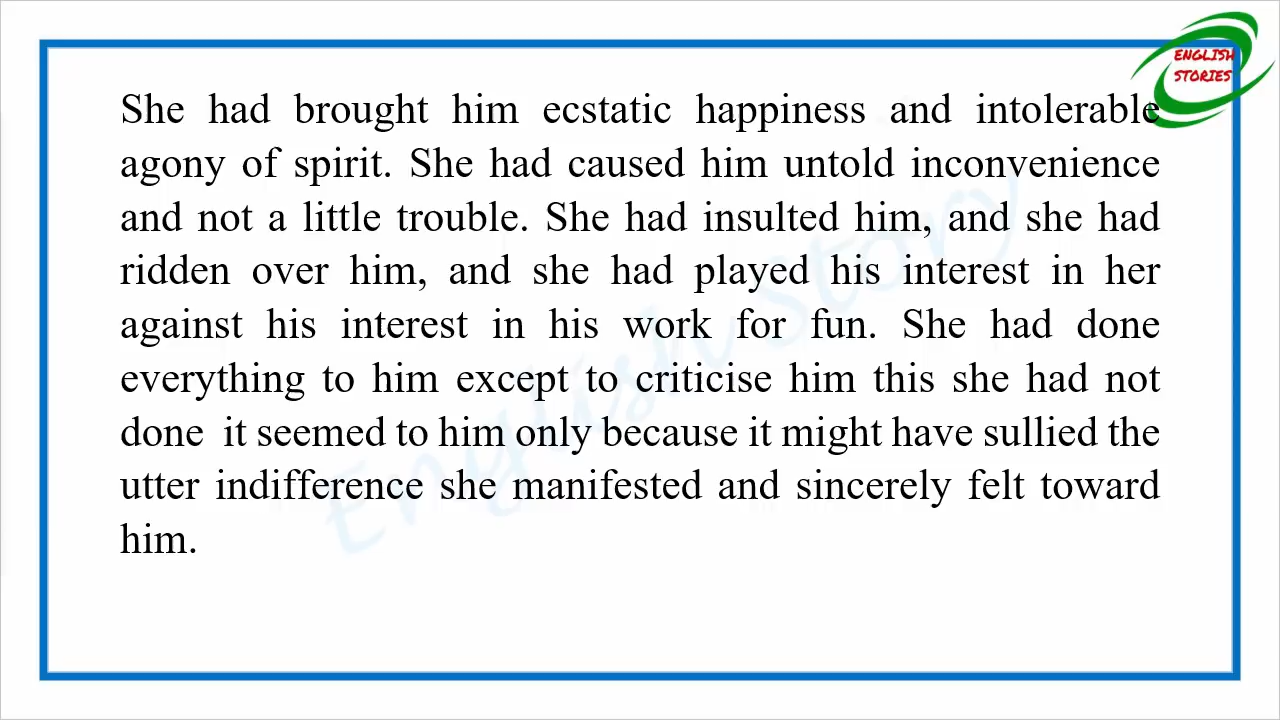 ENGLISH
STORIES
She had brought him ecstatic happiness and intolerable
agony of spirit. She had caused him untold inconvenience
and not a little trouble. She had insulted him, and she had
ridden over him, and she had played his interest in her
against his interest in his work for fun. She had done
everything to him except to criticise him this she had not
done  it seemed to him only because it might have sullied the
utter indifference she manifested and sincerely felt toward
him.
English Story